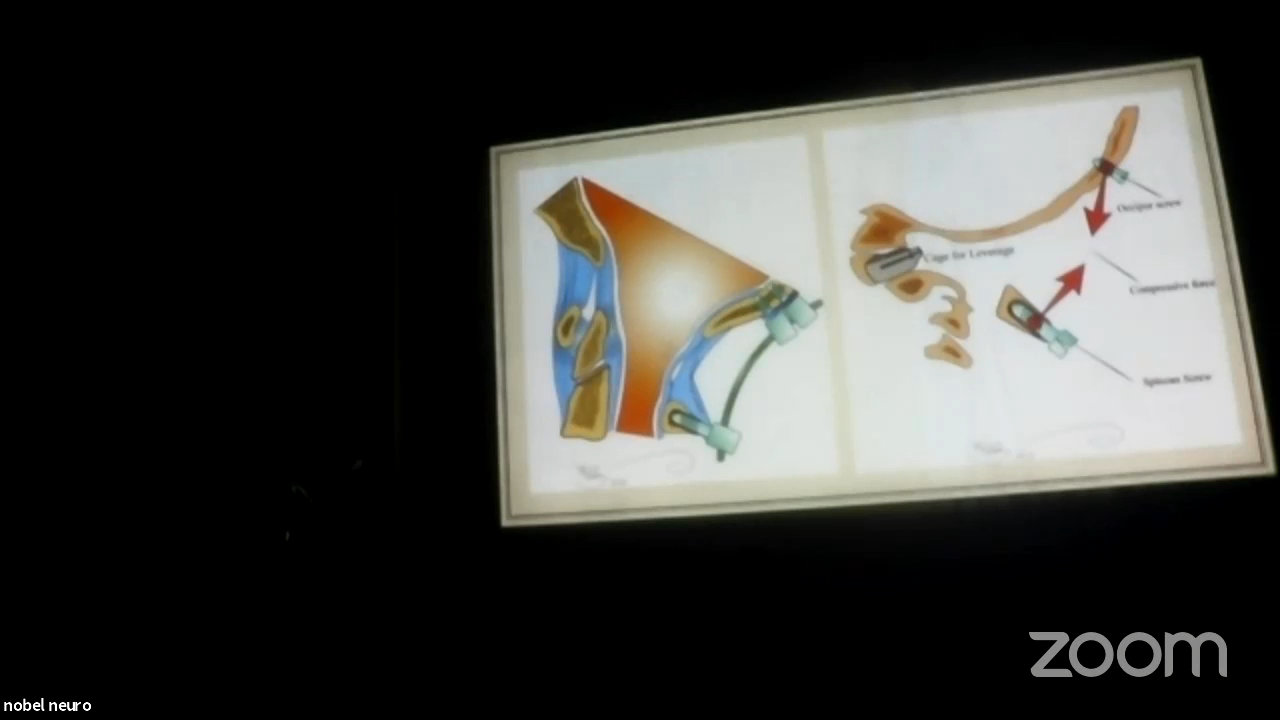 Occiput screw
Cage for Leverage
Compressive force
Spinous Screw
zoom
nobel neuro